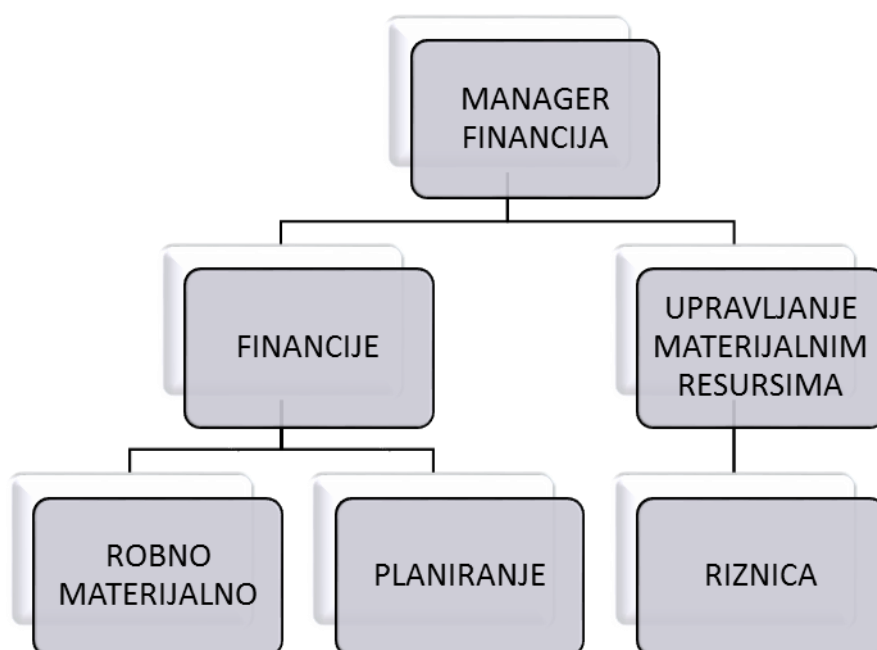 MANAGER
FINANCIJA
FINANCIJE
UPRAVLJANJE
MATERIJALNIM
RESURSIMA
ROBNO
MATERIJALNO
PLANIRANJE
RIZNICA